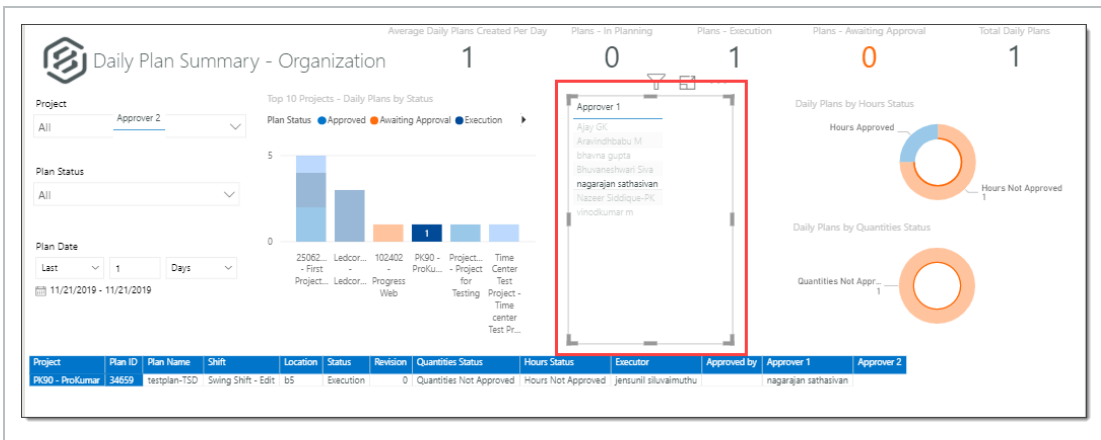 Daily Plan Summary - Organization
Average Daily Plans Created Per Day
1
Plans - In Planning
0
Plans - Execution
1
Plans - Awaiting Approval
0
Total Daily Plans
1
Project
All
Approver 2
Plan Status
All
Plan Date
Last 1 Days
11/21/2019 - 11/21/2019
Top 10 Projects - Daily Plans by Status
Plan Status Approved Awaiting Approval Execution
5
0
1
25062...
- First
Project...
Ledcor...
-
Ledcor...
102402
-
Progress
Web
PK90 -
ProKu...
Project...
- Project
for
Testing
Time
Center
Test
Project -
Time
center
Test Pr...
Approver 1
Ajay GK
Aravindhbabu M
bhavna gupta
Bhuvaneshwari Siva
nagarajan sathasivan
Nazeer Siddique-PK
vinodkumar m
Daily Plans by Hours Status
Hours Approved
Hours Not Approved
1
Daily Plans by Quantities Status
Quantities Not Appr...
1
Project Plan ID Plan Name Shift Location Status Revision Quantities Status Hours Status Executor Approved by Approver 1 Approver 2
PK90 - ProKumar 34659 testplan-TSD Swing Shift - Edit b5 Execution 0 Quantities Not Approved Hours Not Approved jensunil siluvaimuthu nagarajan sathasivan